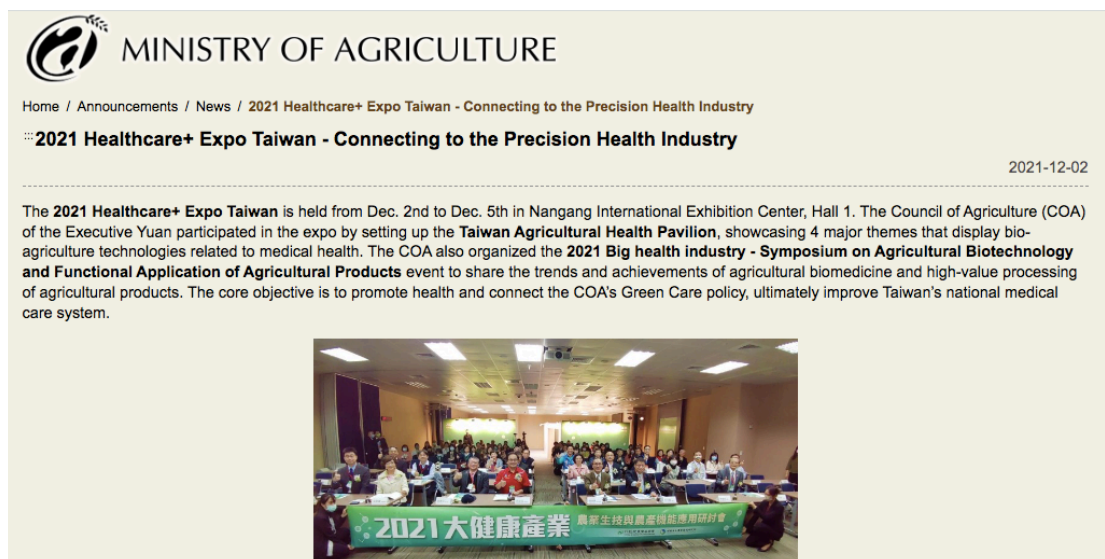 MINISTRY OF AGRICULTURE
Home / Announcements / News / 2021 Healthcare+ Expo Taiwan - Connecting to the Precision Health Industry
:::2021 Healthcare+ Expo Taiwan - Connecting to the Precision Health Industry
2021-12-02
The 2021 Healthcare+ Expo Taiwan is held from Dec. 2nd to Dec. 5th in Nangang International Exhibition Center, Hall 1. The Council of Agriculture (COA)
of the Executive Yuan participated in the expo by setting up the Taiwan Agricultural Health Pavilion, showcasing 4 major themes that display bio-
agriculture technologies related to medical health. The COA also organized the 2021 Big health industry - Symposium on Agricultural Biotechnology
and Functional Application of Agricultural Products event to share the trends and achievements of agricultural biomedicine and high-value processing
of agricultural products. The core objective is to promote health and connect the COA's Green Care policy, ultimately improve Taiwan's national medical
care system.
2021大健康產業 農業生技與農產機能應用研討會